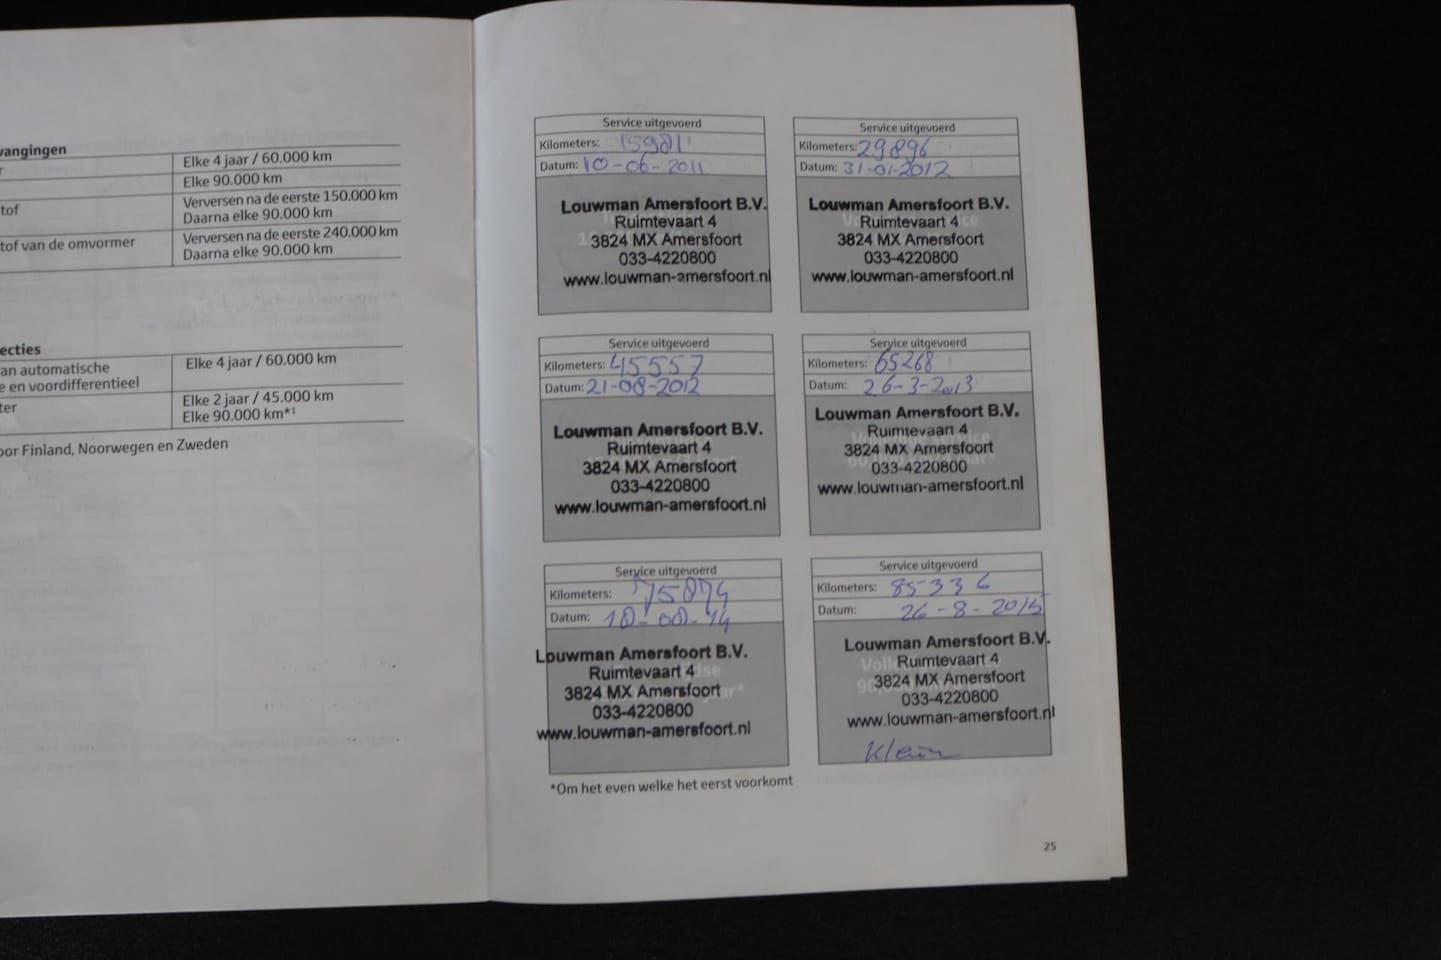 vangingen
r
Elke 4 jaar / 60.000 km
Elke 90.000 km
tof
Verversen na de eerste 150.000 km
Daarna elke 90.000 km
tof van de omvormer
Verversen na de eerste 240.000 km
Daarna elke 90.000 km
ecties
an automatische
e en voordifferentieel
Elke 4 jaar / 60.000 km
ter
Elke 2 jaar / 45.000 km
Elke 90.000 km*¹
oor Finland, Noorwegen en Zweden
Service uitgevoerd
Kilometers: 15981
Datum: 10-06-2011
Louwman Amersfoort B.V.
Ruimtevaart 4
3824 MX Amersfoort
033-4220800
www.louwman-amersfoort.nl
Service uitgevoerd
Kilometers: 29896
Datum: 31-01-2012
Louwman Amersfoort B.V.
Ruimtevaart 4
3824 MX Amersfoort
033-4220800
www.louwman-amersfoort.nl
Service uitgevoerd
Kilometers: 45557
Datum: 21-08-2012
Louwman Amersfoort B.V.
Ruimtevaart 4
3824 MX Amersfoort
033-4220800
www.louwman-amersfoort.nl
Service uitgevoerd
Kilometers: 65268
Datum: 26-3-2013
Louwman Amersfoort B.V.
Ruimtevaart 4
3824 MX Amersfoort
033-4220800
www.louwman-amersfoort.nl
Service uitgevoerd
Kilometers:
Datum:
Louwman Amersfoort B.V.
Ruimtevaart 4
3824 MX Amersfoort
033-4220800
www.louwman-amersfoort.nl
Service uitgevoerd
Kilometers: 85336
Datum: 26-8-2015
Louwman Amersfoort B.V.
Ruimtevaart 4
3824 MX Amersfoort
033-4220800
www.louwman-amersfoort.nl
*Om het even welke het eerst voorkomt
25